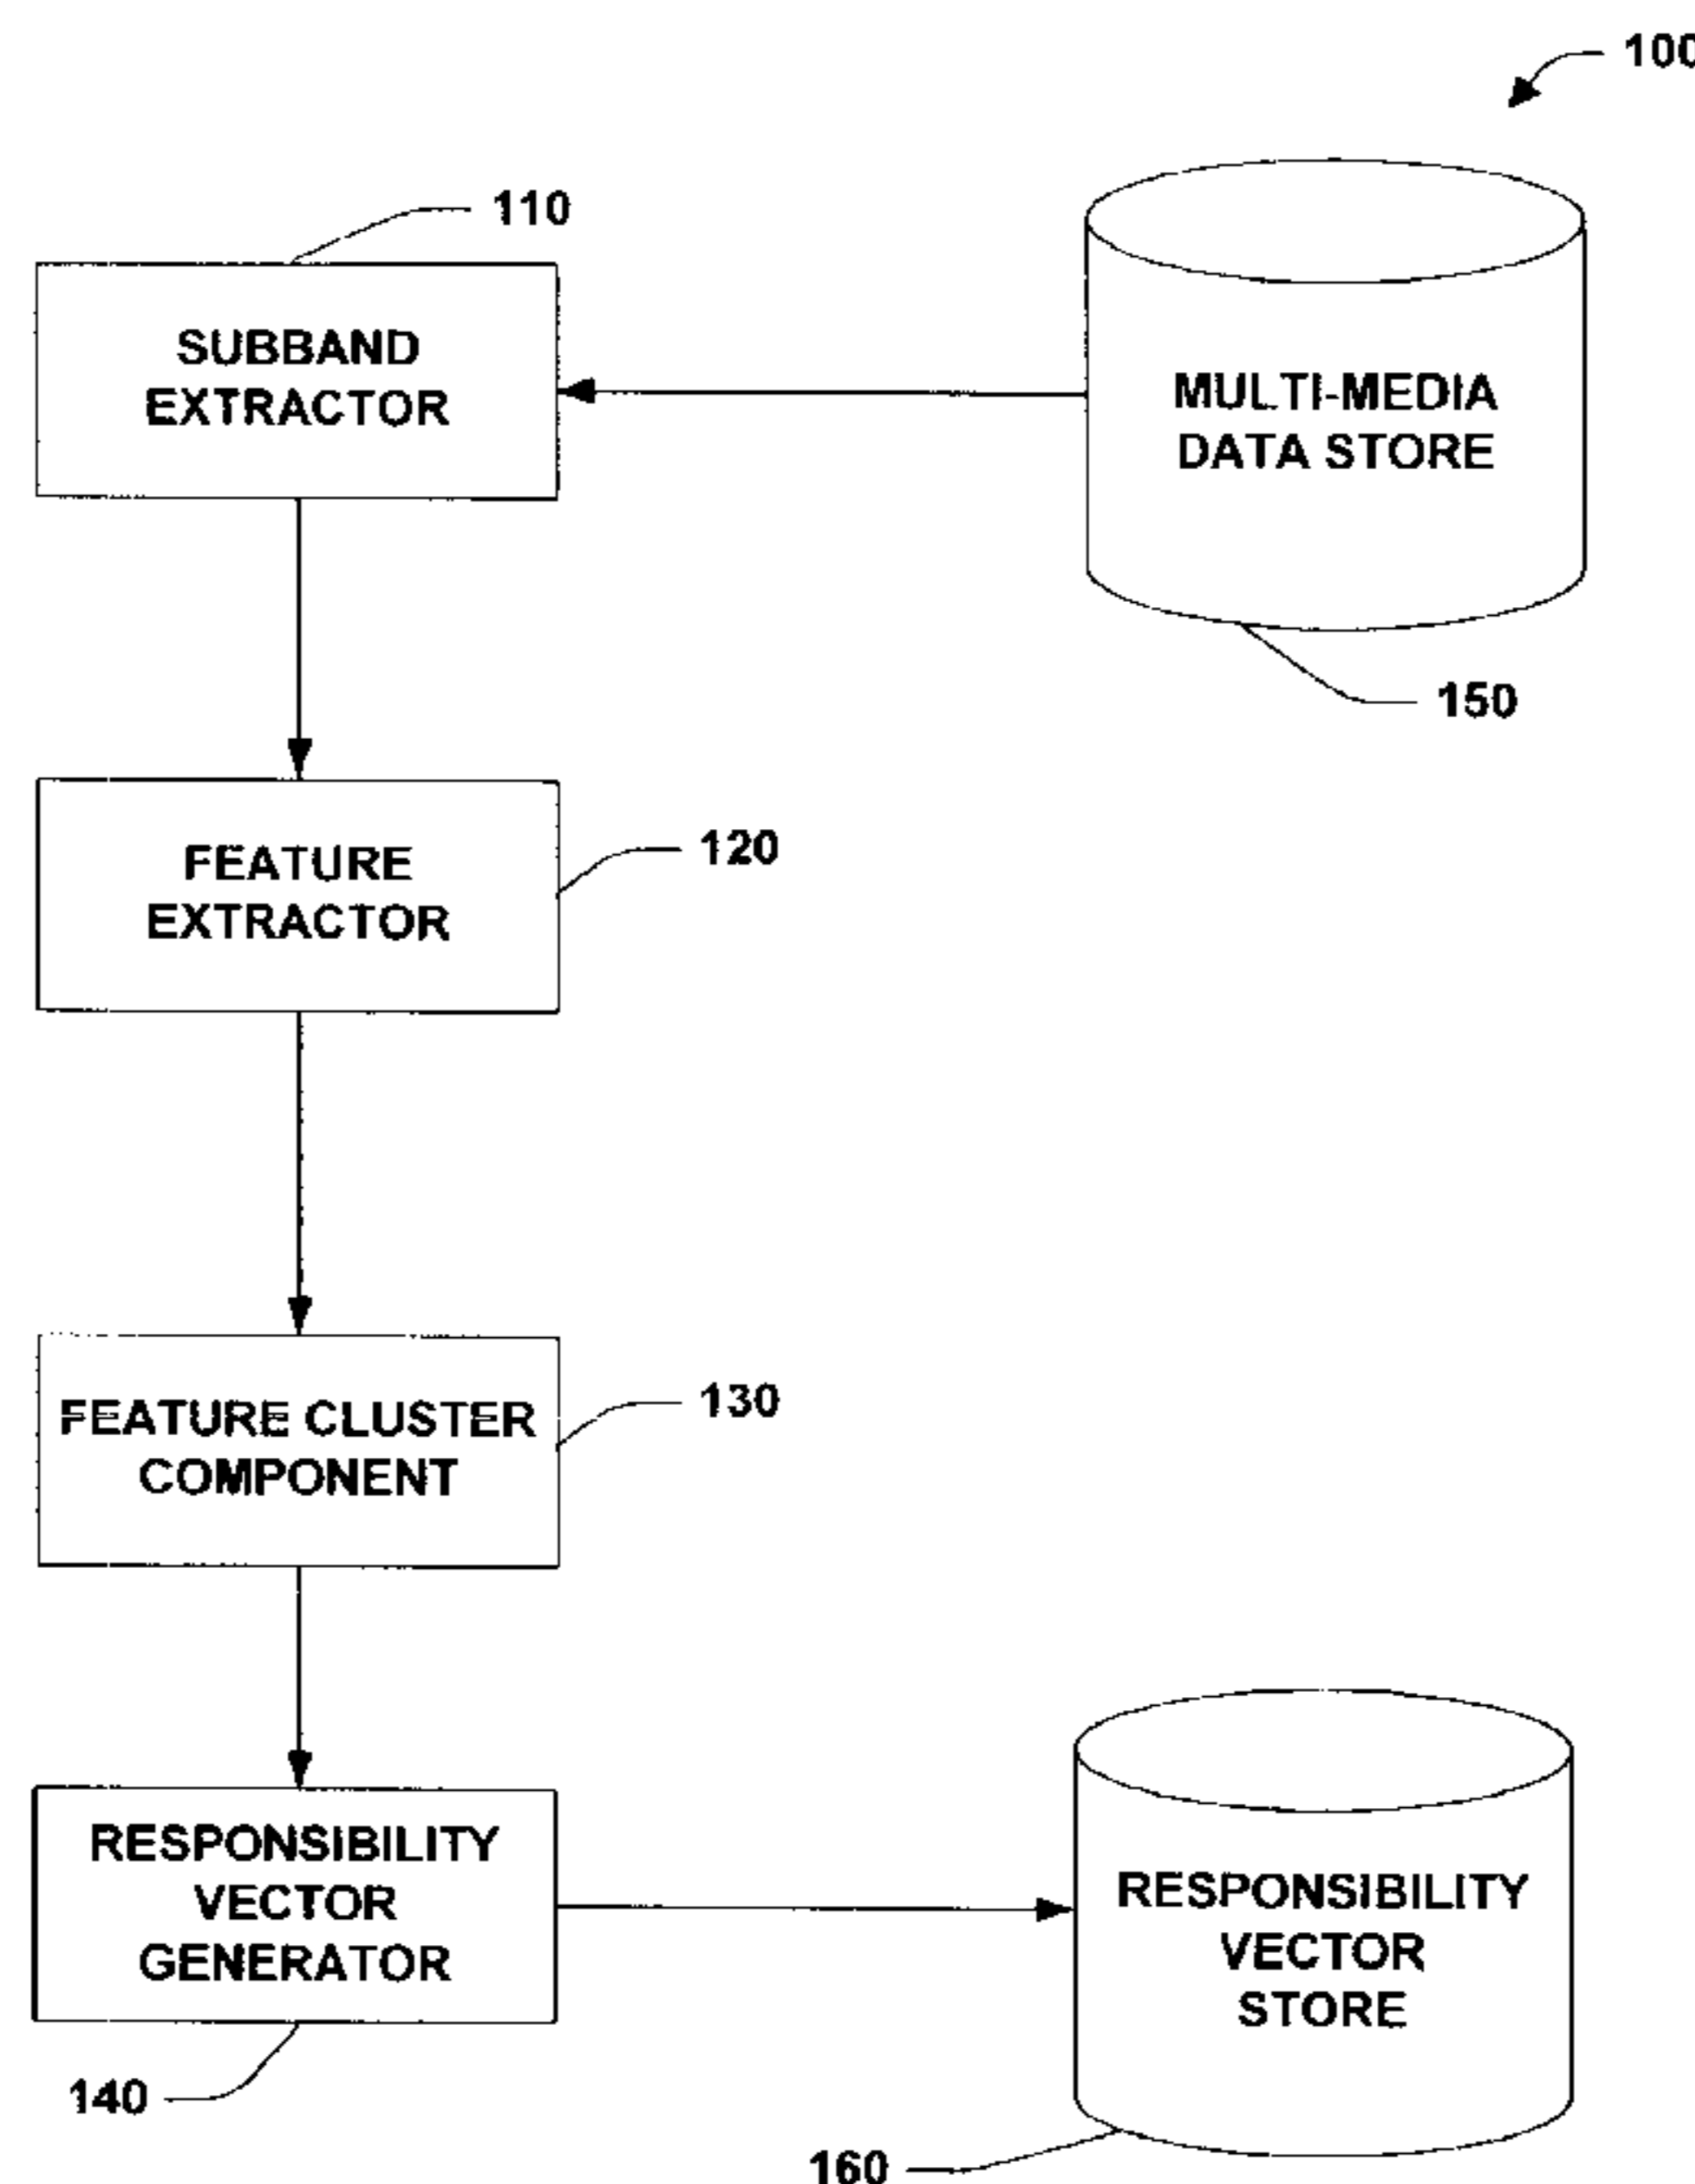 100
110
SUBBAND
EXTRACTOR
MULTI-MEDIA
DATA STORE
150
FEATURE
EXTRACTOR
120
FEATURE CLUSTER
COMPONENT
130
RESPONSIBILITY
VECTOR
GENERATOR
140
RESPONSIBILITY
VECTOR
STORE
160